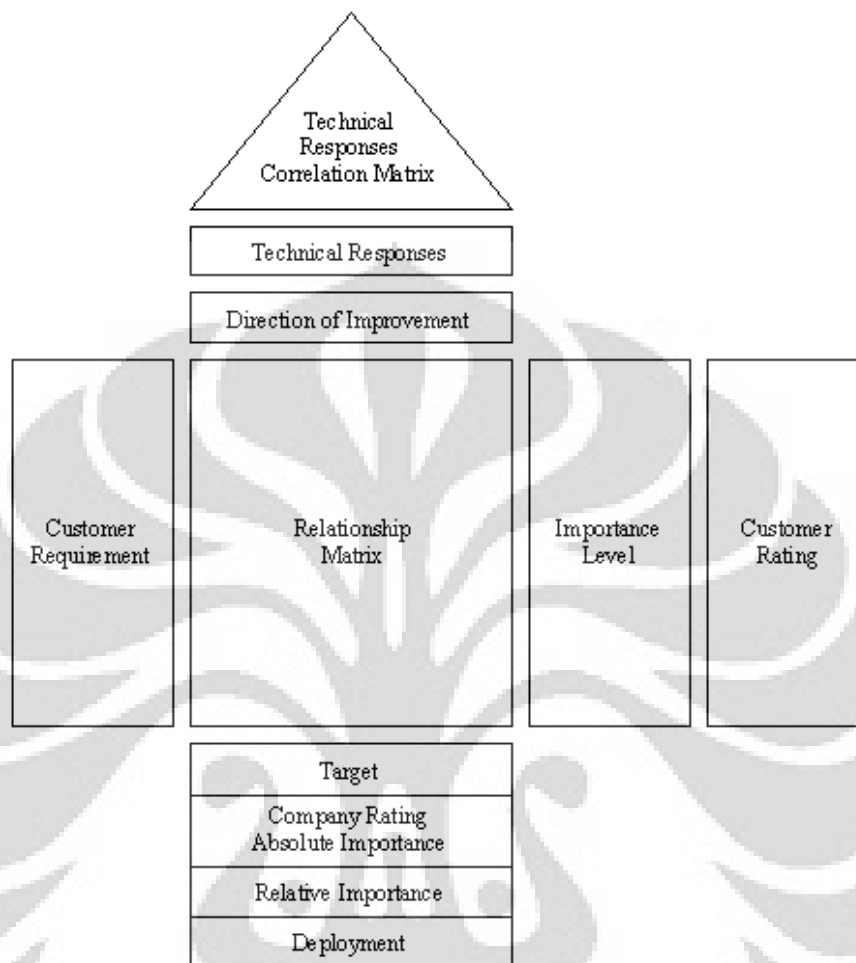 Technical
Responses
Correlation Matrix
Technical Responses
Direction of Improvement
Customer
Requirement
Relationship
Matrix
Importance
Level
Customer
Rating
Target
Company Rating
Absolute Importance
Relative Importance
Deployment